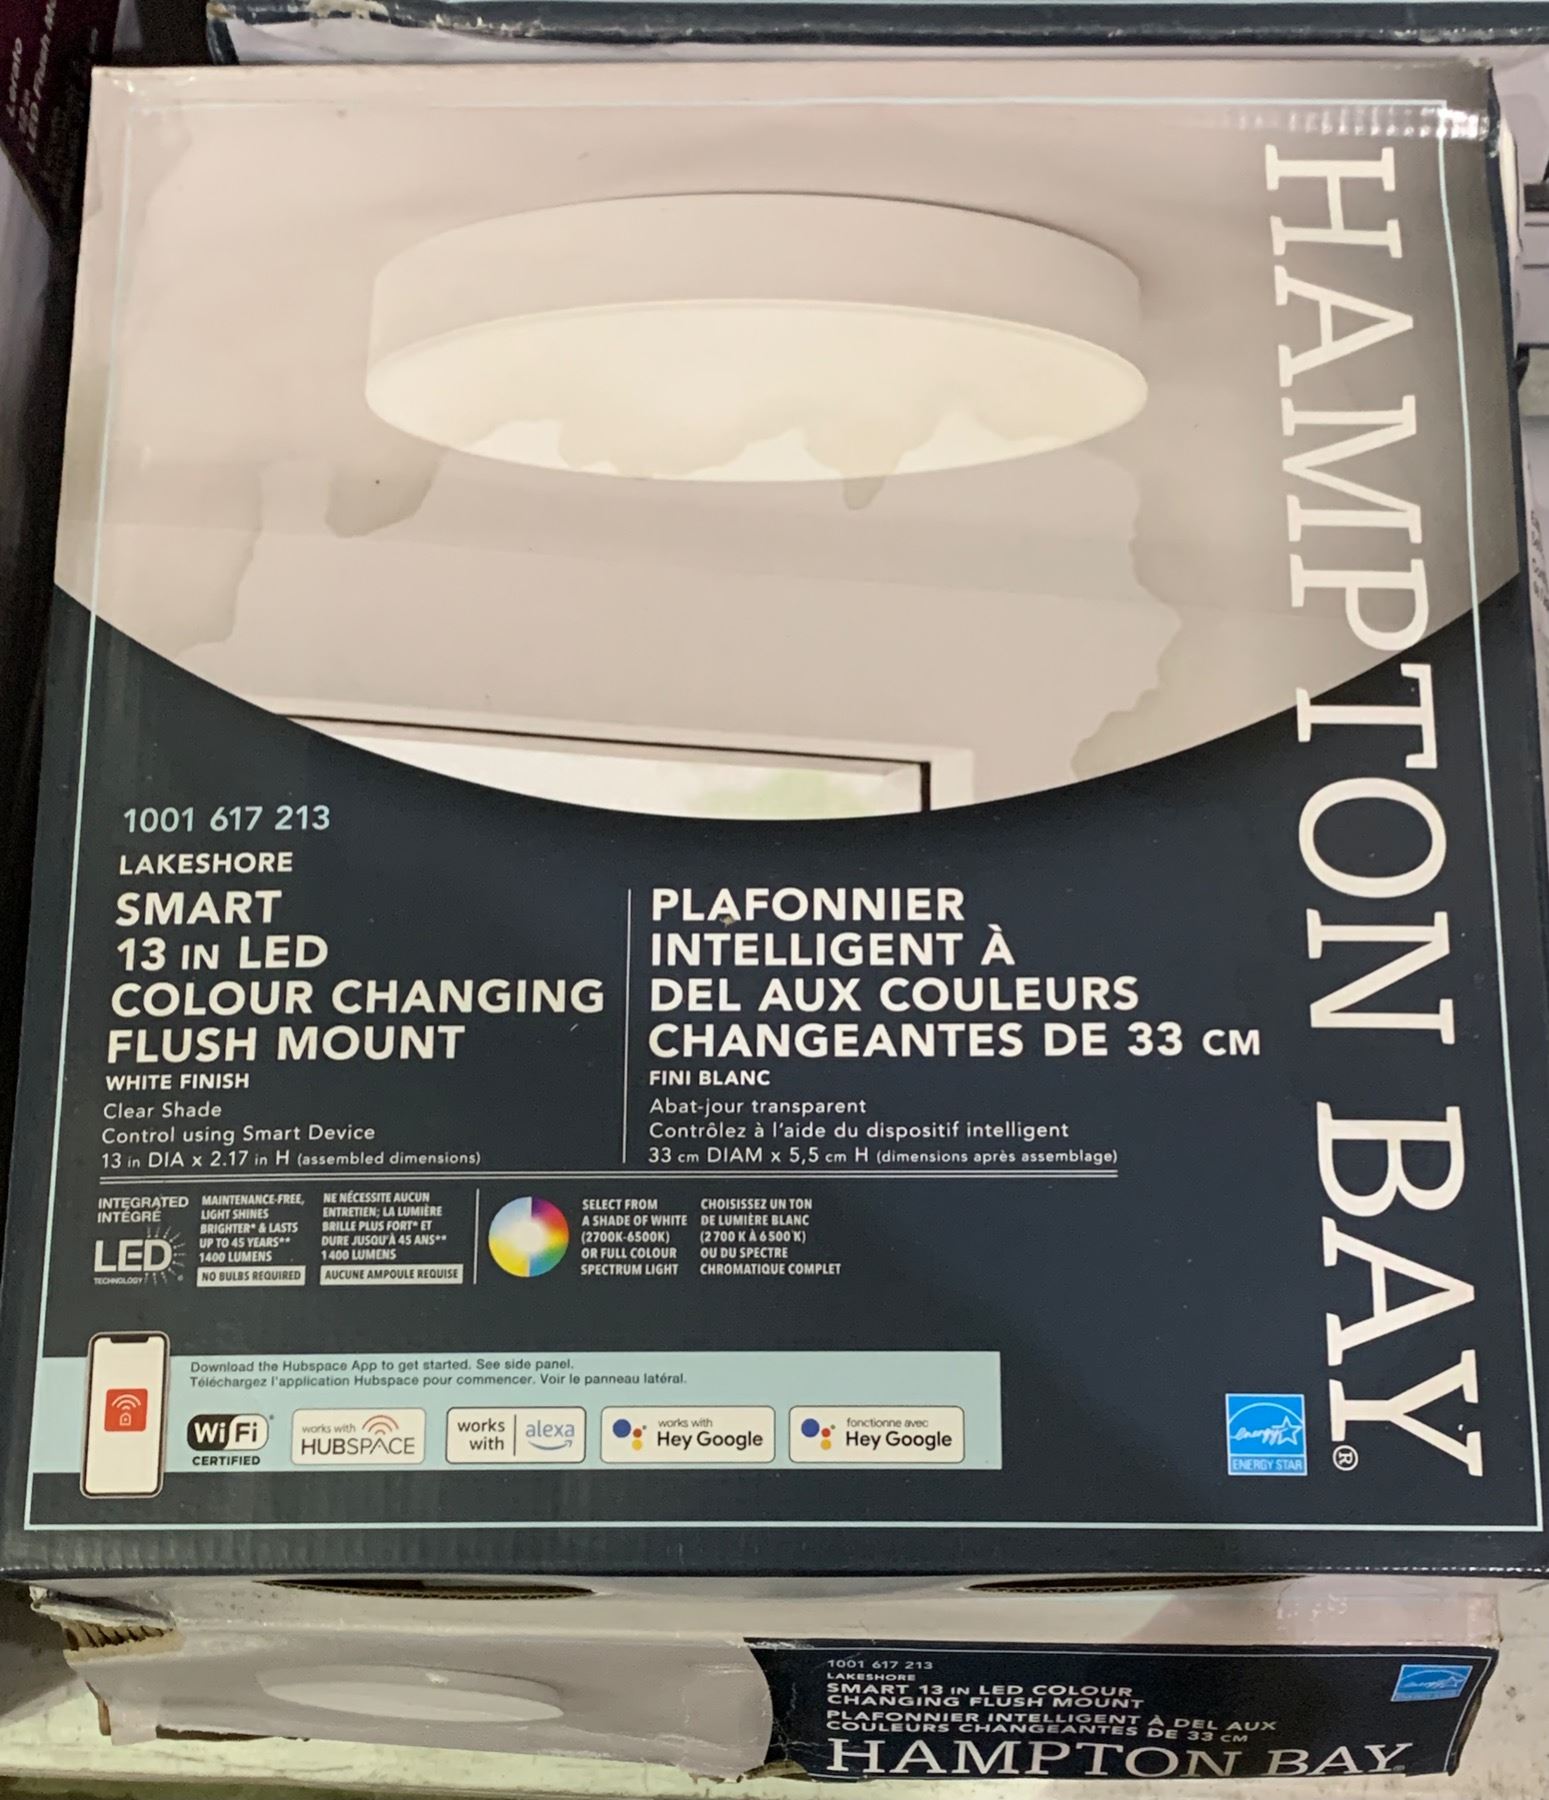 HAMPTON BAY®
1001 617 213
LAKESHORE
SMART
13 IN LED
COLOUR CHANGING
FLUSH MOUNT
WHITE FINISH
Clear Shade
Control using Smart Device
13 in DIA x 2.17 in H (assembled dimensions)
PLAFONNIER
INTELLIGENT À
DEL AUX COULEURS
CHANGEANTES DE 33 CM
FINI BLANC
Abat-jour transparent
Contrôlez à l'aide du dispositif intelligent
33 cm DIAM x 5,5 cm H (dimensions après assemblage)
INTEGRATED
INTÉGRÉ
LED
TECHNOLOGY
MAINTENANCE-FREE,
LIGHT SHINES
BRIGHTER* & LASTS
UP TO 45 YEARS**
1400 LUMENS
NO BULBS REQUIRED
NE NÉCESSITE AUCUN
ENTRETIEN; LA LUMIÈRE
BRILLE PLUS FORT* ET
DURE JUSQU'À 45 ANS**
1400 LUMENS
AUCUNE AMPOULE REQUISE
SELECT FROM
A SHADE OF WHITE
(2700K-6500K)
OR FULL COLOUR
SPECTRUM LIGHT
CHOISISSEZ UN TON
DE LUMIÈRE BLANC
(2700 K À 6500 K)
OU DU SPECTRE
CHROMATIQUE COMPLET
Download the Hubspace App to get started. See side panel.
Téléchargez l'application Hubspace pour commencer. Voir le panneau latéral.
WiFi
CERTIFIED
works with
HUBSPACE
works
with
alexa
works with
Hey Google
fonctionne avec
Hey Google
energy
ENERGY STAR
1001 617 213
LAKESHORE
SMART 13 IN LED COLOUR
CHANGING FLUSH MOUNT
PLAFONNIER INTELLIGENT À DEL AUX
COULEURS CHANGEANTES DE 33 CM
HAMPTON BAY